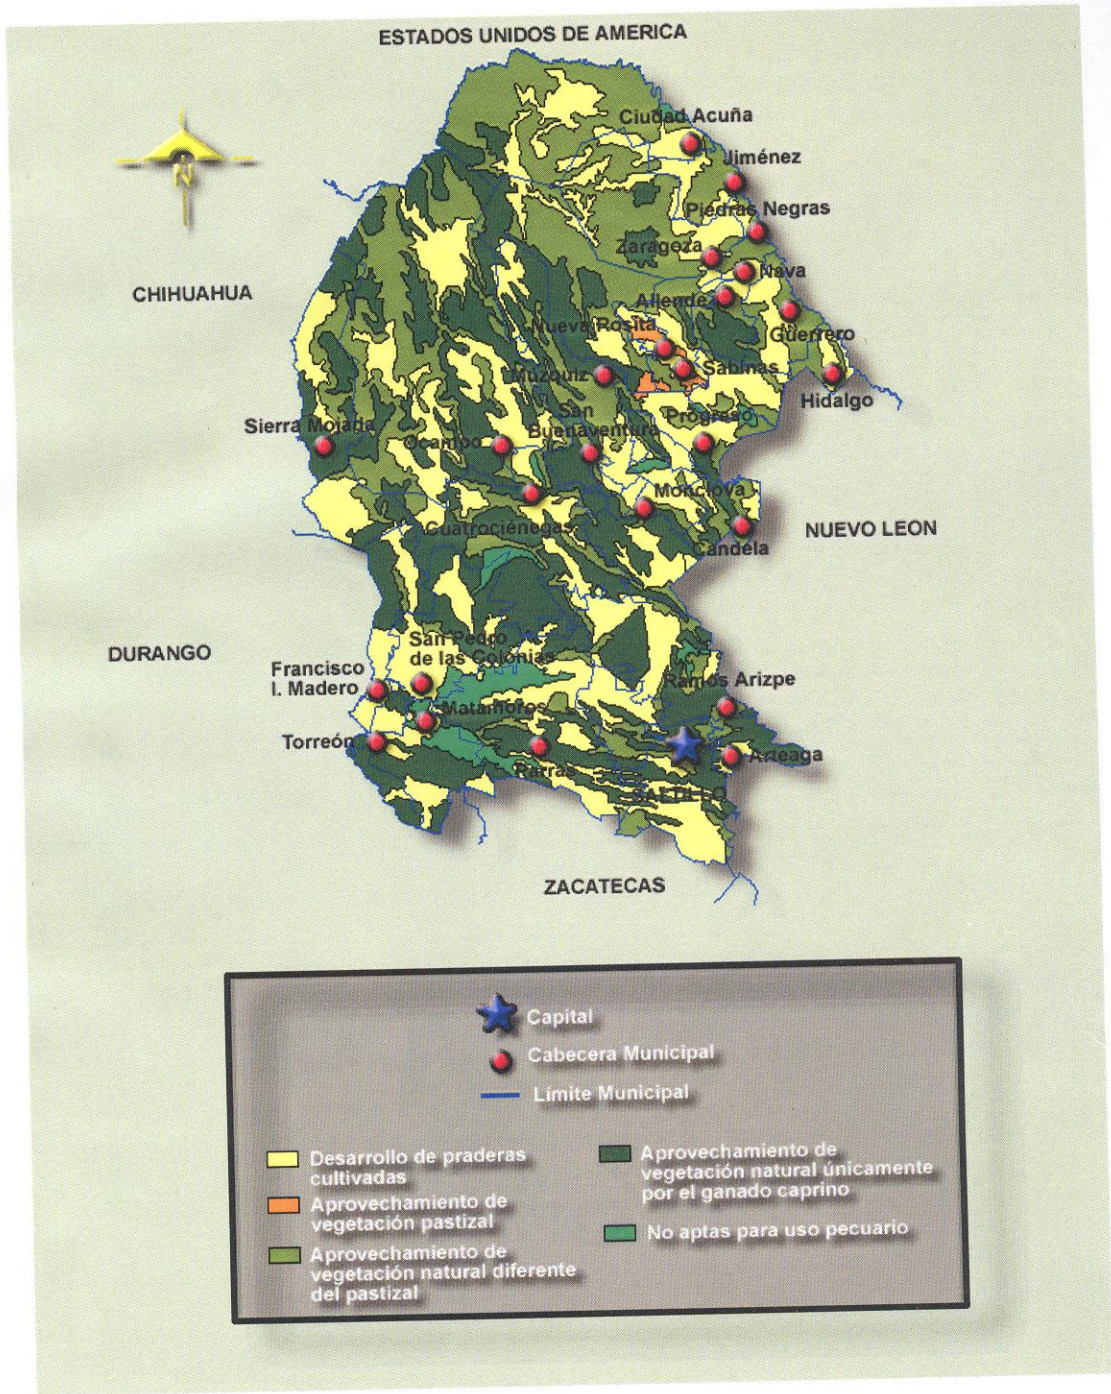 ESTADOS UNIDOS DE AMERICA
Ciudad Acuña
Jiménez
Piedras Negras
Zaragoza
Nava
CHIHUAHUA
Allende
Nueva Rosita
Guerrero
Múzquiz
Sabinas
Hidalgo
San
Buenaventura
Progreso
Sierra Mojada
Ocampo
Monclova
Cuatrociénegas
NUEVO LEON
Candela
DURANGO
San Pedro
de las Colonias
Francisco
I. Madero
Ramos Arizpe
Matamoros
Torreón
Parras
Arteaga
SALTILLO
ZACATECAS
N
Capital
Cabecera Municipal
Límite Municipal
Desarrollo de praderas
cultivadas
Aprovechamiento de
vegetación pastizal
Aprovechamiento de
vegetación natural diferente
del pastizal
Aprovechamiento de
vegetación natural únicamente
por el ganado caprino
No aptas para uso pecuario